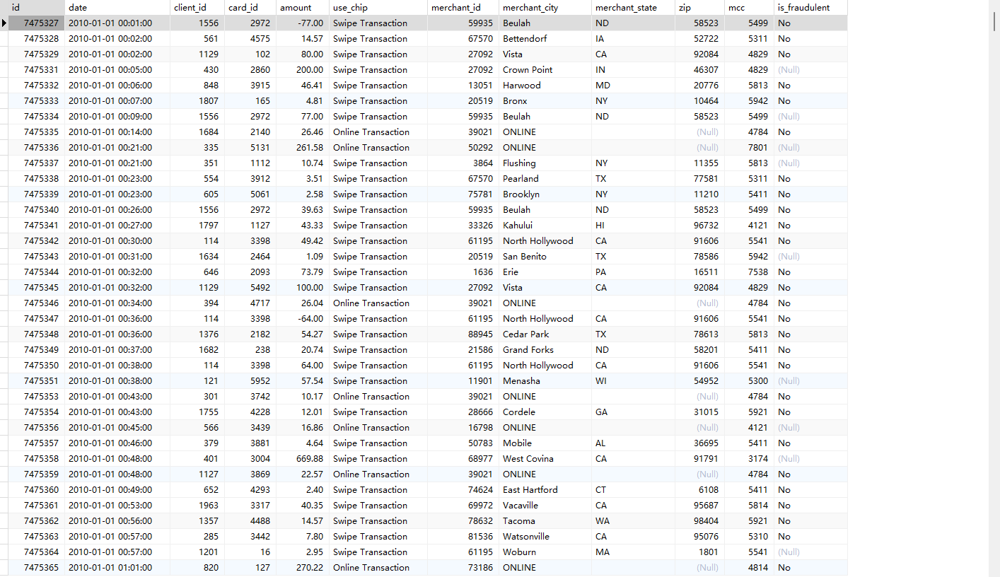 id date client_id card_id amount use_chip merchant_id merchant_city merchant_state zip mcc is_fraudulent
7475327 2010-01-01 00:01:00 1556 2972 -77.00 Swipe Transaction 59935 Beulah ND 58523 5499 No
7475328 2010-01-01 00:02:00 561 4575 14.57 Swipe Transaction 67570 Bettendorf IA 52722 5311 No
7475329 2010-01-01 00:02:00 1129 102 80.00 Swipe Transaction 27092 Vista CA 92084 4829 No
7475331 2010-01-01 00:05:00 430 2860 200.00 Swipe Transaction 27092 Crown Point IN 46307 4829 (Null)
7475332 2010-01-01 00:06:00 848 3915 46.41 Swipe Transaction 13051 Harwood MD 20776 5813 No
7475333 2010-01-01 00:07:00 1807 165 4.81 Swipe Transaction 20519 Bronx NY 10464 5942 No
7475334 2010-01-01 00:09:00 1556 2972 77.00 Swipe Transaction 59935 Beulah ND 58523 5499 (Null)
7475335 2010-01-01 00:14:00 1684 2140 26.46 Online Transaction 39021 ONLINE (Null) 4784 No
7475336 2010-01-01 00:21:00 335 5131 261.58 Online Transaction 50292 ONLINE (Null) 7801 (Null)
7475337 2010-01-01 00:21:00 351 1112 10.74 Swipe Transaction 3864 Flushing NY 11355 5813 (Null)
7475338 2010-01-01 00:23:00 554 3912 3.51 Swipe Transaction 67570 Pearland TX 77581 5311 No
7475339 2010-01-01 00:23:00 605 5061 2.58 Swipe Transaction 75781 Brooklyn NY 11210 5411 No
7475340 2010-01-01 00:26:00 1556 2972 39.63 Swipe Transaction 59935 Beulah ND 58523 5499 No
7475341 2010-01-01 00:27:00 1797 1127 43.33 Swipe Transaction 33326 Kahului HI 96732 4121 No
7475342 2010-01-01 00:30:00 114 3398 49.42 Swipe Transaction 61195 North Hollywood CA 91606 5541 No
7475343 2010-01-01 00:31:00 1634 2464 1.09 Swipe Transaction 20519 San Benito TX 78586 5942 (Null)
7475344 2010-01-01 00:32:00 646 2093 73.79 Swipe Transaction 1636 Erie PA 16511 7538 No
7475345 2010-01-01 00:32:00 1129 5492 100.00 Swipe Transaction 27092 Vista CA 92084 4829 No
7475346 2010-01-01 00:34:00 394 4717 26.04 Online Transaction 39021 ONLINE (Null) 4784 No
7475347 2010-01-01 00:36:00 114 3398 -64.00 Swipe Transaction 61195 North Hollywood CA 91606 5541 No
7475348 2010-01-01 00:36:00 1376 2182 54.27 Swipe Transaction 88945 Cedar Park TX 78613 5813 No
7475349 2010-01-01 00:37:00 1682 238 20.74 Swipe Transaction 21586 Grand Forks ND 58201 5411 No
7475350 2010-01-01 00:38:00 114 3398 64.00 Swipe Transaction 61195 North Hollywood CA 91606 5541 No
7475351 2010-01-01 00:38:00 121 5952 57.54 Swipe Transaction 11901 Menasha WI 54952 5300 (Null)
7475353 2010-01-01 00:43:00 301 3742 10.17 Online Transaction 39021 ONLINE (Null) 4784 No
7475354 2010-01-01 00:43:00 1755 4228 12.01 Swipe Transaction 28666 Cordele GA 31015 5921 No
7475356 2010-01-01 00:45:00 566 3439 16.86 Online Transaction 16798 ONLINE (Null) 4121 (Null)
7475357 2010-01-01 00:46:00 379 3881 4.64 Swipe Transaction 50783 Mobile AL 36695 5411 No
7475358 2010-01-01 00:48:00 401 3004 669.88 Swipe Transaction 68977 West Covina CA 91791 3174 (Null)
7475359 2010-01-01 00:48:00 1127 3869 22.57 Online Transaction 39021 ONLINE (Null) 4784 No
7475360 2010-01-01 00:49:00 652 4293 2.40 Swipe Transaction 74624 East Hartford CT 6108 5411 No
7475361 2010-01-01 00:53:00 1963 3317 40.35 Swipe Transaction 69972 Vacaville CA 95687 5814 No
7475362 2010-01-01 00:56:00 1357 4488 14.57 Swipe Transaction 78632 Tacoma WA 98404 5921 No
7475363 2010-01-01 00:57:00 285 3442 7.80 Swipe Transaction 81536 Watsonville CA 95076 5310 No
7475364 2010-01-01 00:57:00 1201 16 2.95 Swipe Transaction 61195 Woburn MA 1801 5541 (Null)
7475365 2010-01-01 01:01:00 820 127 270.22 Online Transaction 73186 ONLINE (Null) 4814 No